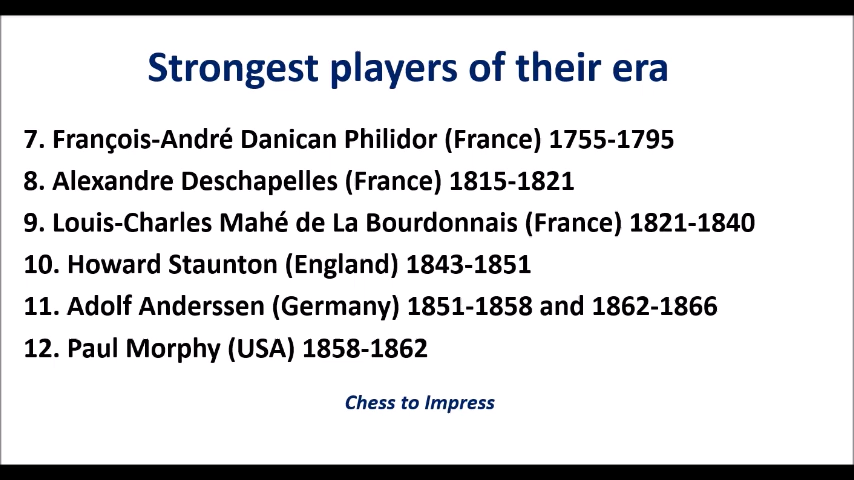 Strongest players of their era
7. François-André Danican Philidor (France) 1755-1795
8. Alexandre Deschapelles (France) 1815-1821
9. Louis-Charles Mahé de La Bourdonnais (France) 1821-1840
10. Howard Staunton (England) 1843-1851
11. Adolf Anderssen (Germany) 1851-1858 and 1862-1866
12. Paul Morphy (USA) 1858-1862
Chess to Impress